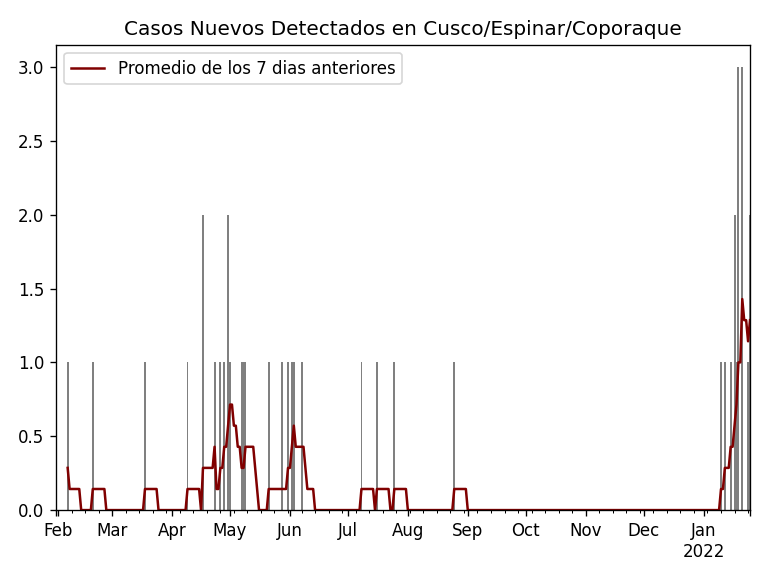 Casos Nuevos Detectados en Cusco/Espinar/Coporaque
Promedio de los 7 dias anteriores
3.0
2.5
2.0
1.5
1.0
0.5
0.0
Feb Mar Apr May Jun Jul Aug Sep Oct Nov Dec Jan
2022